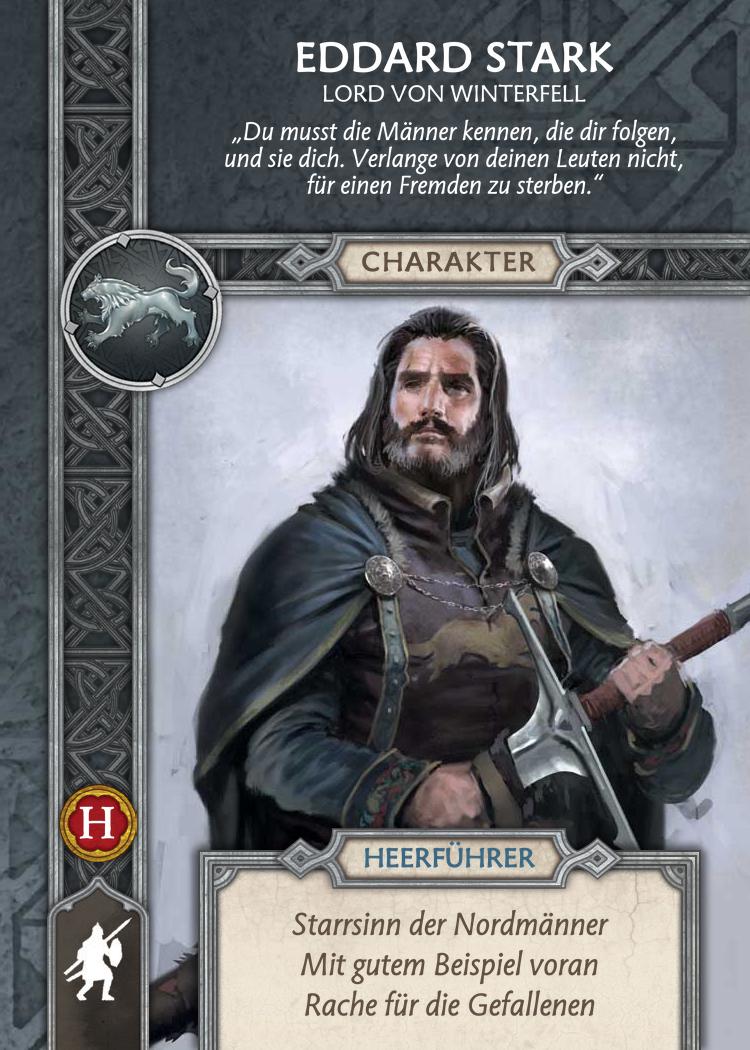 EDDARD STARK
LORD VON WINTERFELL
„Du musst die Männer kennen, die dir folgen,
und sie dich. Verlange von deinen Leuten nicht,
für einen Fremden zu sterben.“
CHARAKTER
H
HEERFÜHRER
Starrsinn der Nordmänner
Mit gutem Beispiel voran
Rache für die Gefallenen